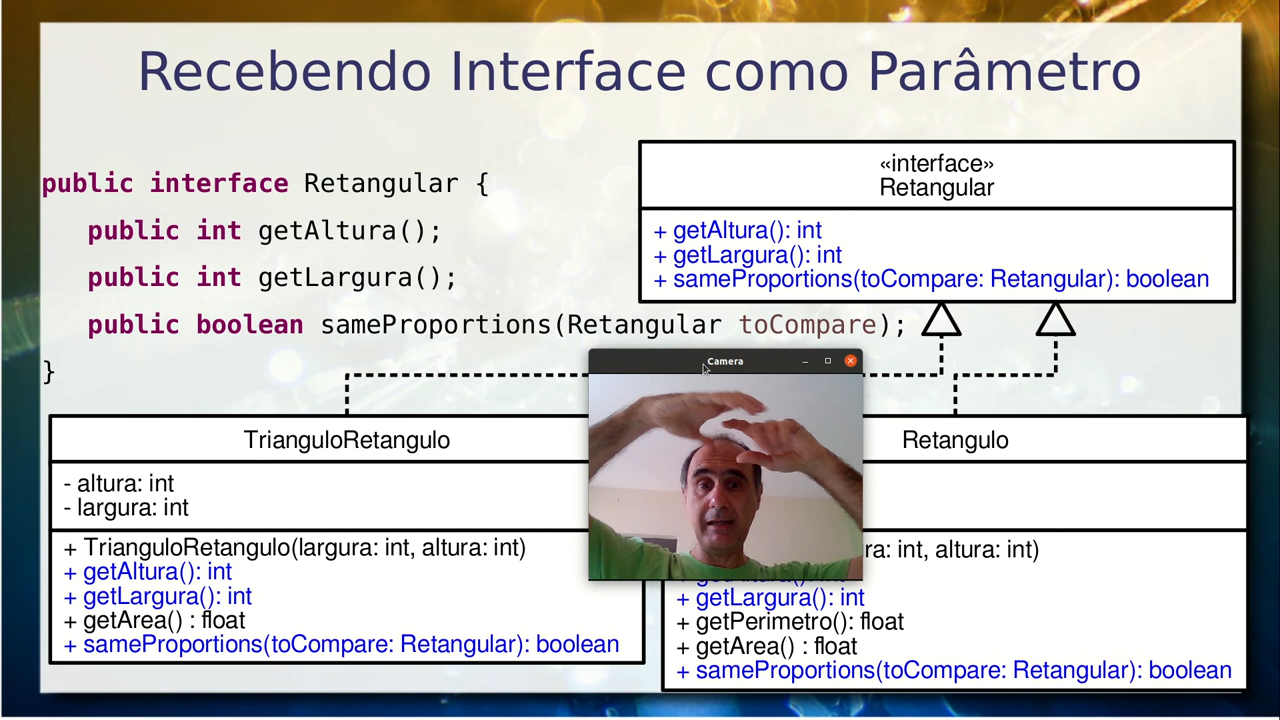 Recebendo Interface como Parâmetro
public interface Retangular {
public int getAltura();
public int getLargura();
public boolean sameProportions(Retangular toCompare);
}
«interface»
Retangular
+ getAltura(): int
+ getLargura(): int
+ sameProportions(toCompare: Retangular): boolean
Camera
TrianguloRetangulo
- altura: int
- largura: int
+ TrianguloRetangulo(largura: int, altura: int)
+ getAltura(): int
+ getLargura(): int
+ getArea() : float
+ sameProportions(toCompare: Retangular): boolean
Retangulo
int, altura: int)
+ getLargura(): int
+ getPerimetro(): float
+ getArea() : float
+ sameProportions(toCompare: Retangular): boolean